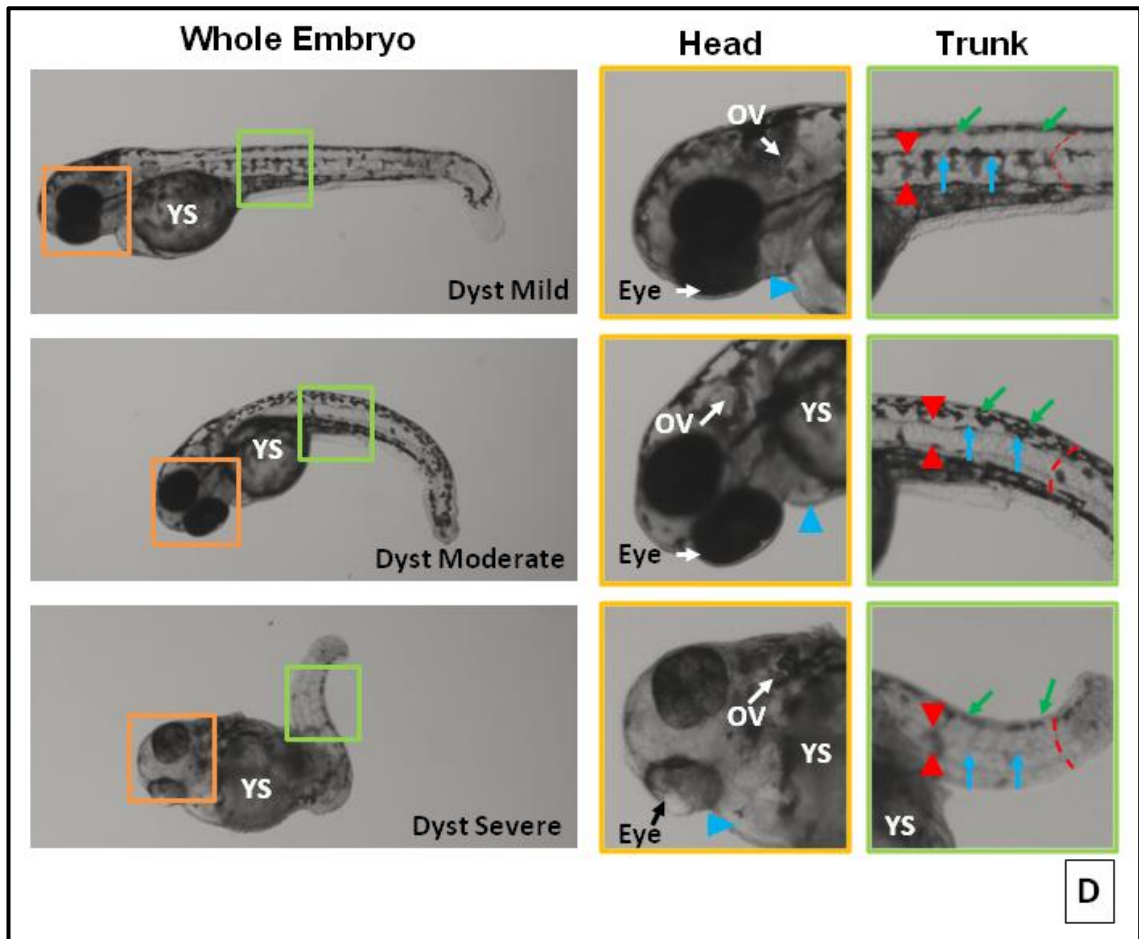 Whole Embryo Head Trunk
YS
Dyst Mild
OV
Eye
YS
Dyst Moderate
OV
YS
Eye
YS
Dyst Severe
OV
YS
Eye
YS
D